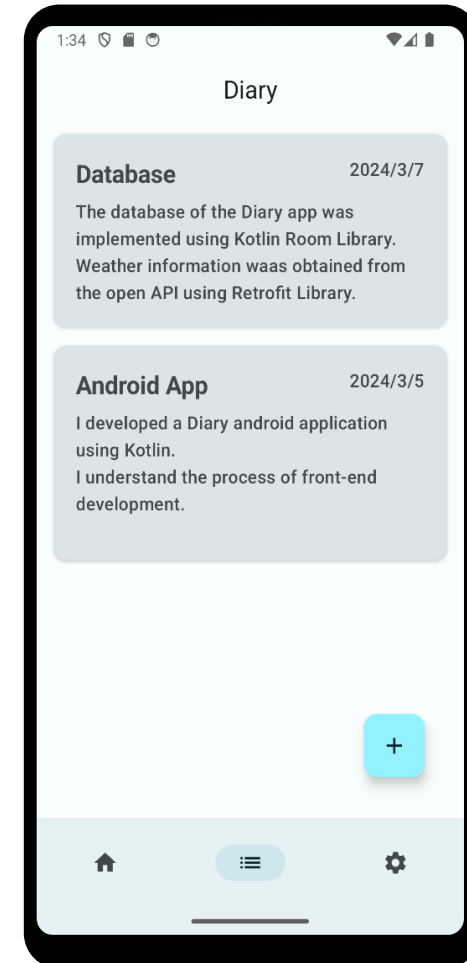 1:34
Diary
Database 2024/3/7
The database of the Diary app was
implemented using Kotlin Room Library.
Weather information waas obtained from
the open API using Retrofit Library.
Android App 2024/3/5
I developed a Diary android application
using Kotlin.
I understand the process of front-end
development.
+